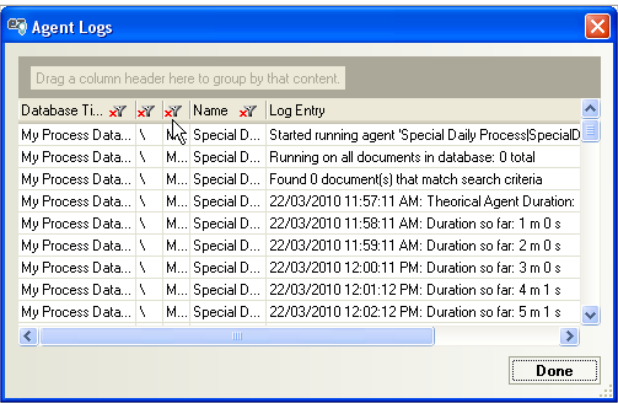 Agent Logs
Drag a column header here to group by that content.
Database Ti... Name Log Entry
My Process Data... \ M... Special D... Started running agent 'Special Daily Process|SpecialD
My Process Data... \ M... Special D... Running on all documents in database: 0 total
My Process Data... \ M... Special D... Found 0 document(s) that match search criteria
My Process Data... \ M... Special D... 22/03/2010 11:57:11 AM: Theorical Agent Duration:
My Process Data... \ M... Special D... 22/03/2010 11:58:11 AM: Duration so far: 1 m 0 s
My Process Data... \ M... Special D... 22/03/2010 11:59:11 AM: Duration so far: 2 m 0 s
My Process Data... \ M... Special D... 22/03/2010 12:00:11 PM: Duration so far: 3 m 0 s
My Process Data... \ M... Special D... 22/03/2010 12:01:12 PM: Duration so far: 4 m 1 s
My Process Data... \ M... Special D... 22/03/2010 12:02:12 PM: Duration so far: 5 m 1 s
Done